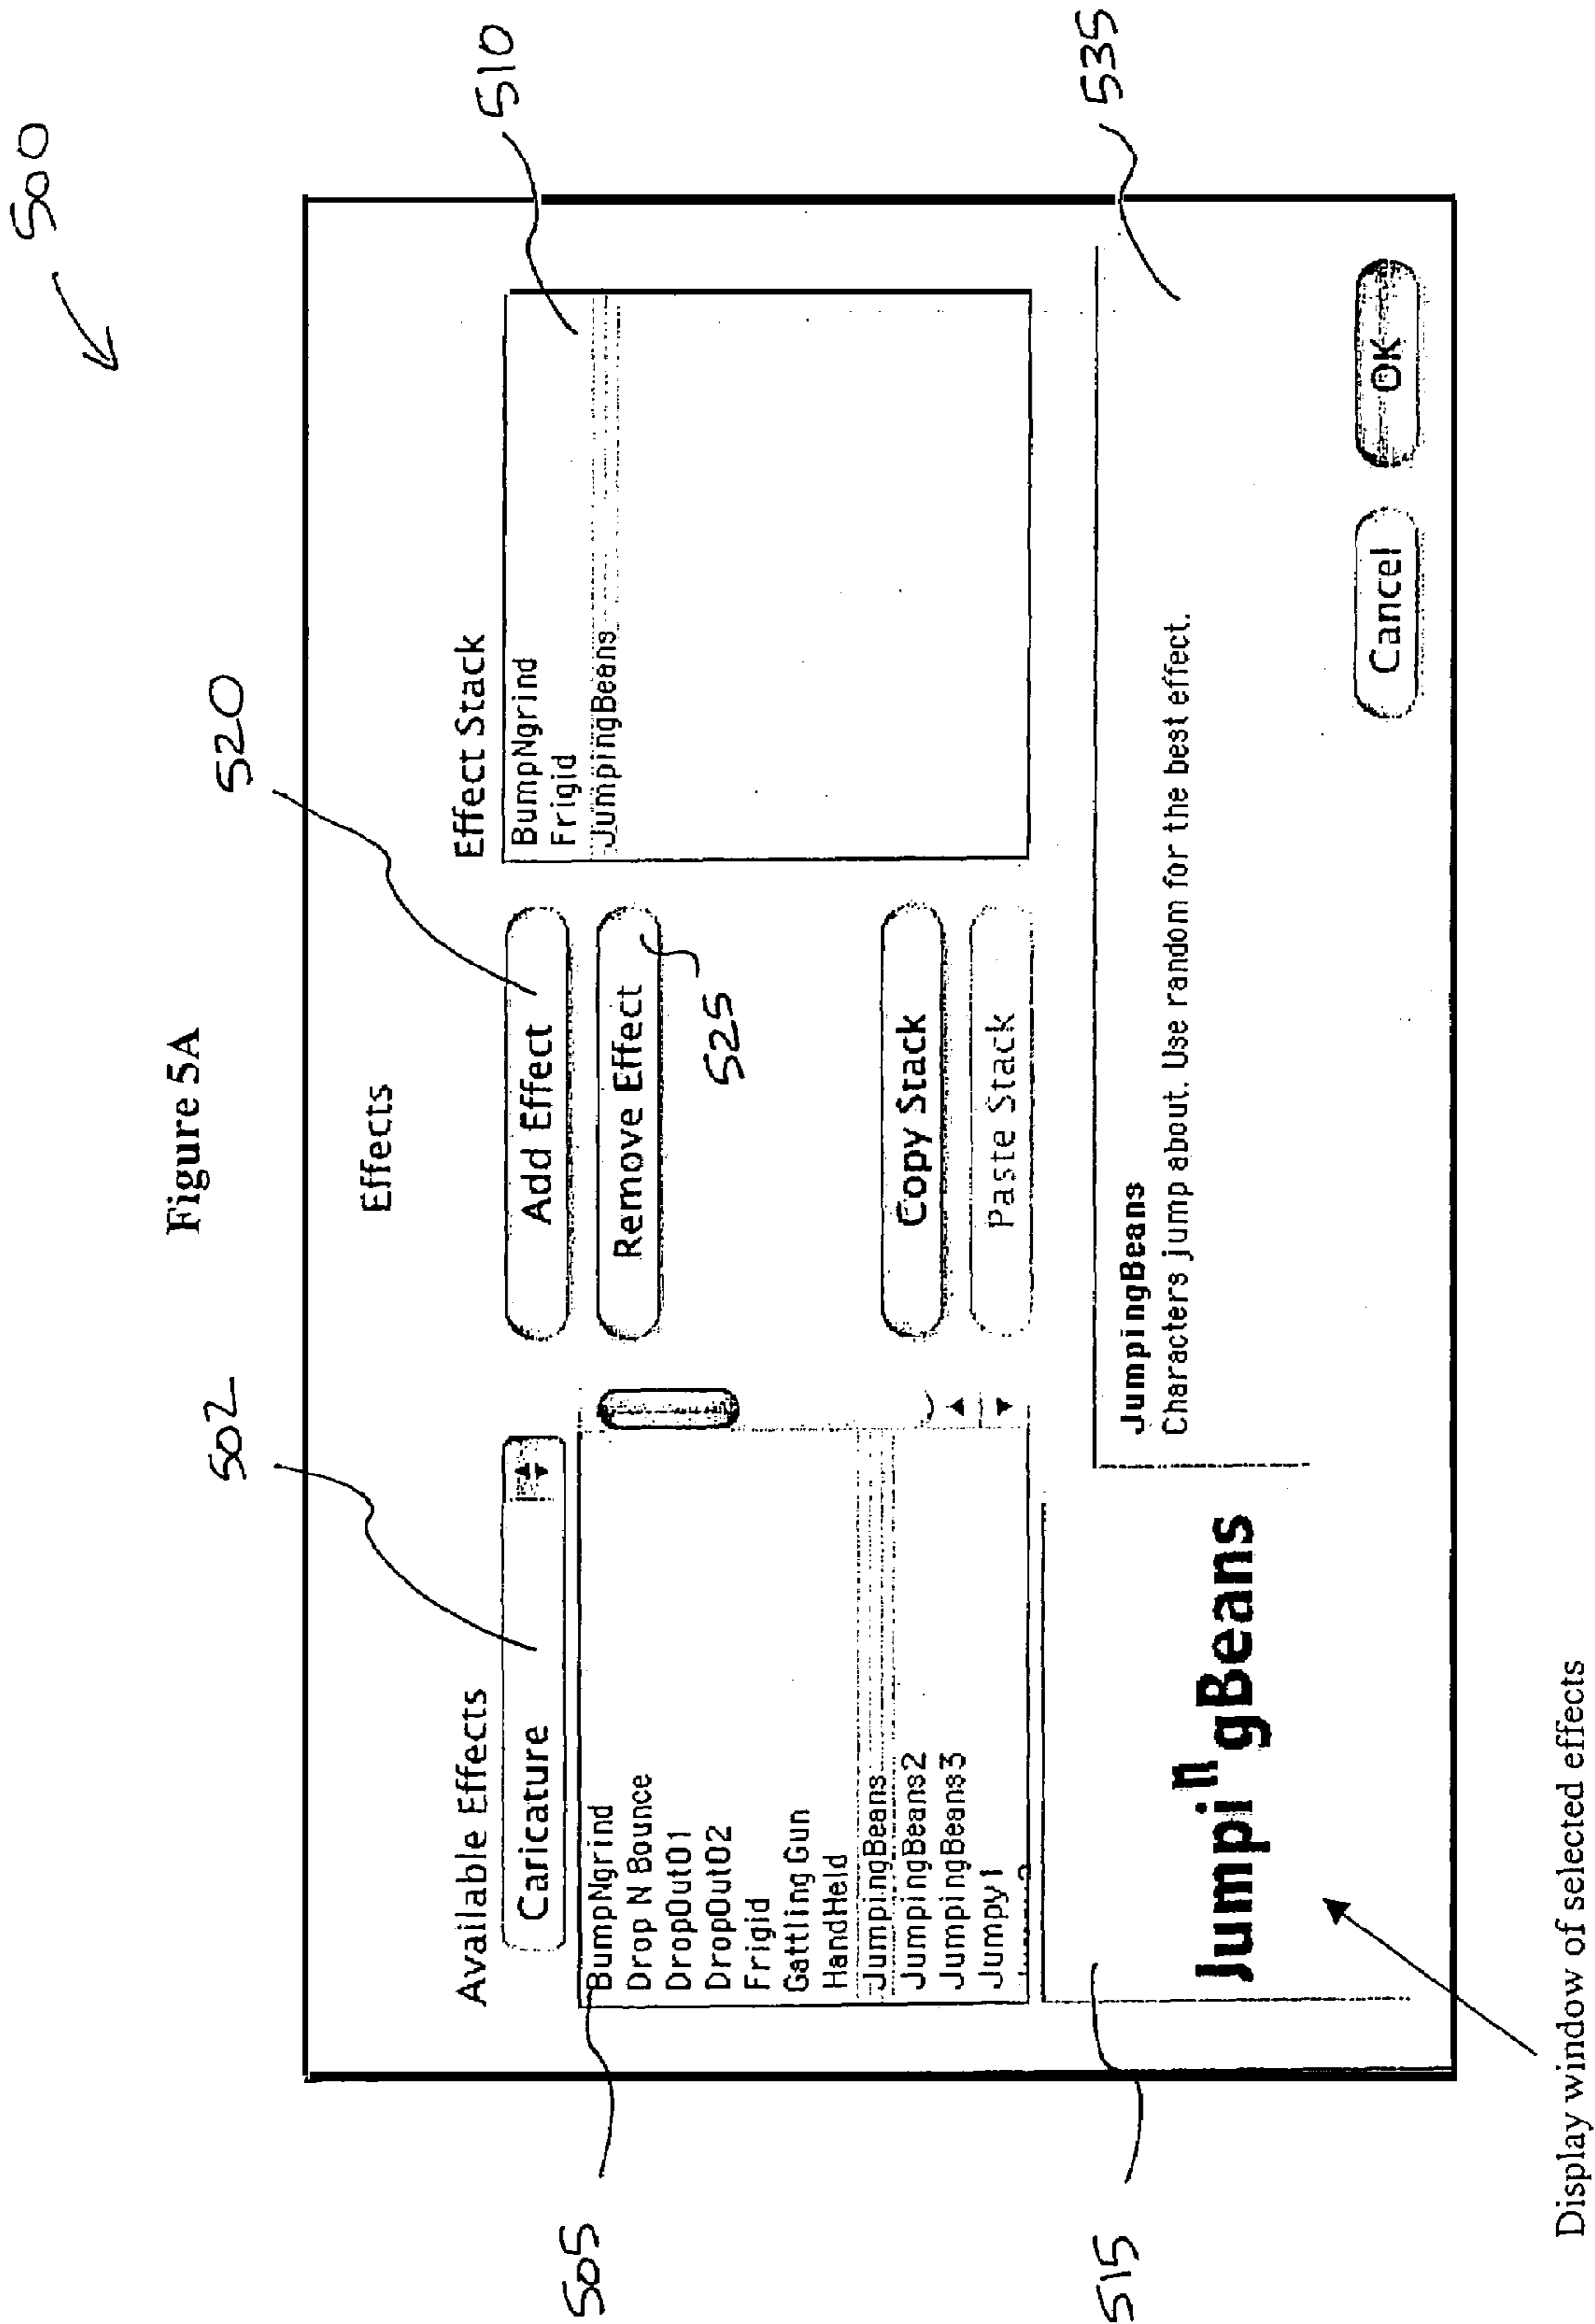 Figure 5A
500
Effects
502
520
510
Available Effects
Effect Stack
Caricature
Add Effect
Remove Effect
525
Copy Stack
Paste Stack
505
BumpNgrind
Drop N Bounce
DropOut01
DropOut02
Frigid
Gattling Gun
HandHeld
JumpingBeans
JumpingBeans2
JumpingBeans3
Jumpy1
BumpNgrind
Frigid
JumpingBeans
515
JumpingBeans
JumpingBeans
Characters jump about. Use random for the best effect.
535
Cancel
OK
Display window of selected effects